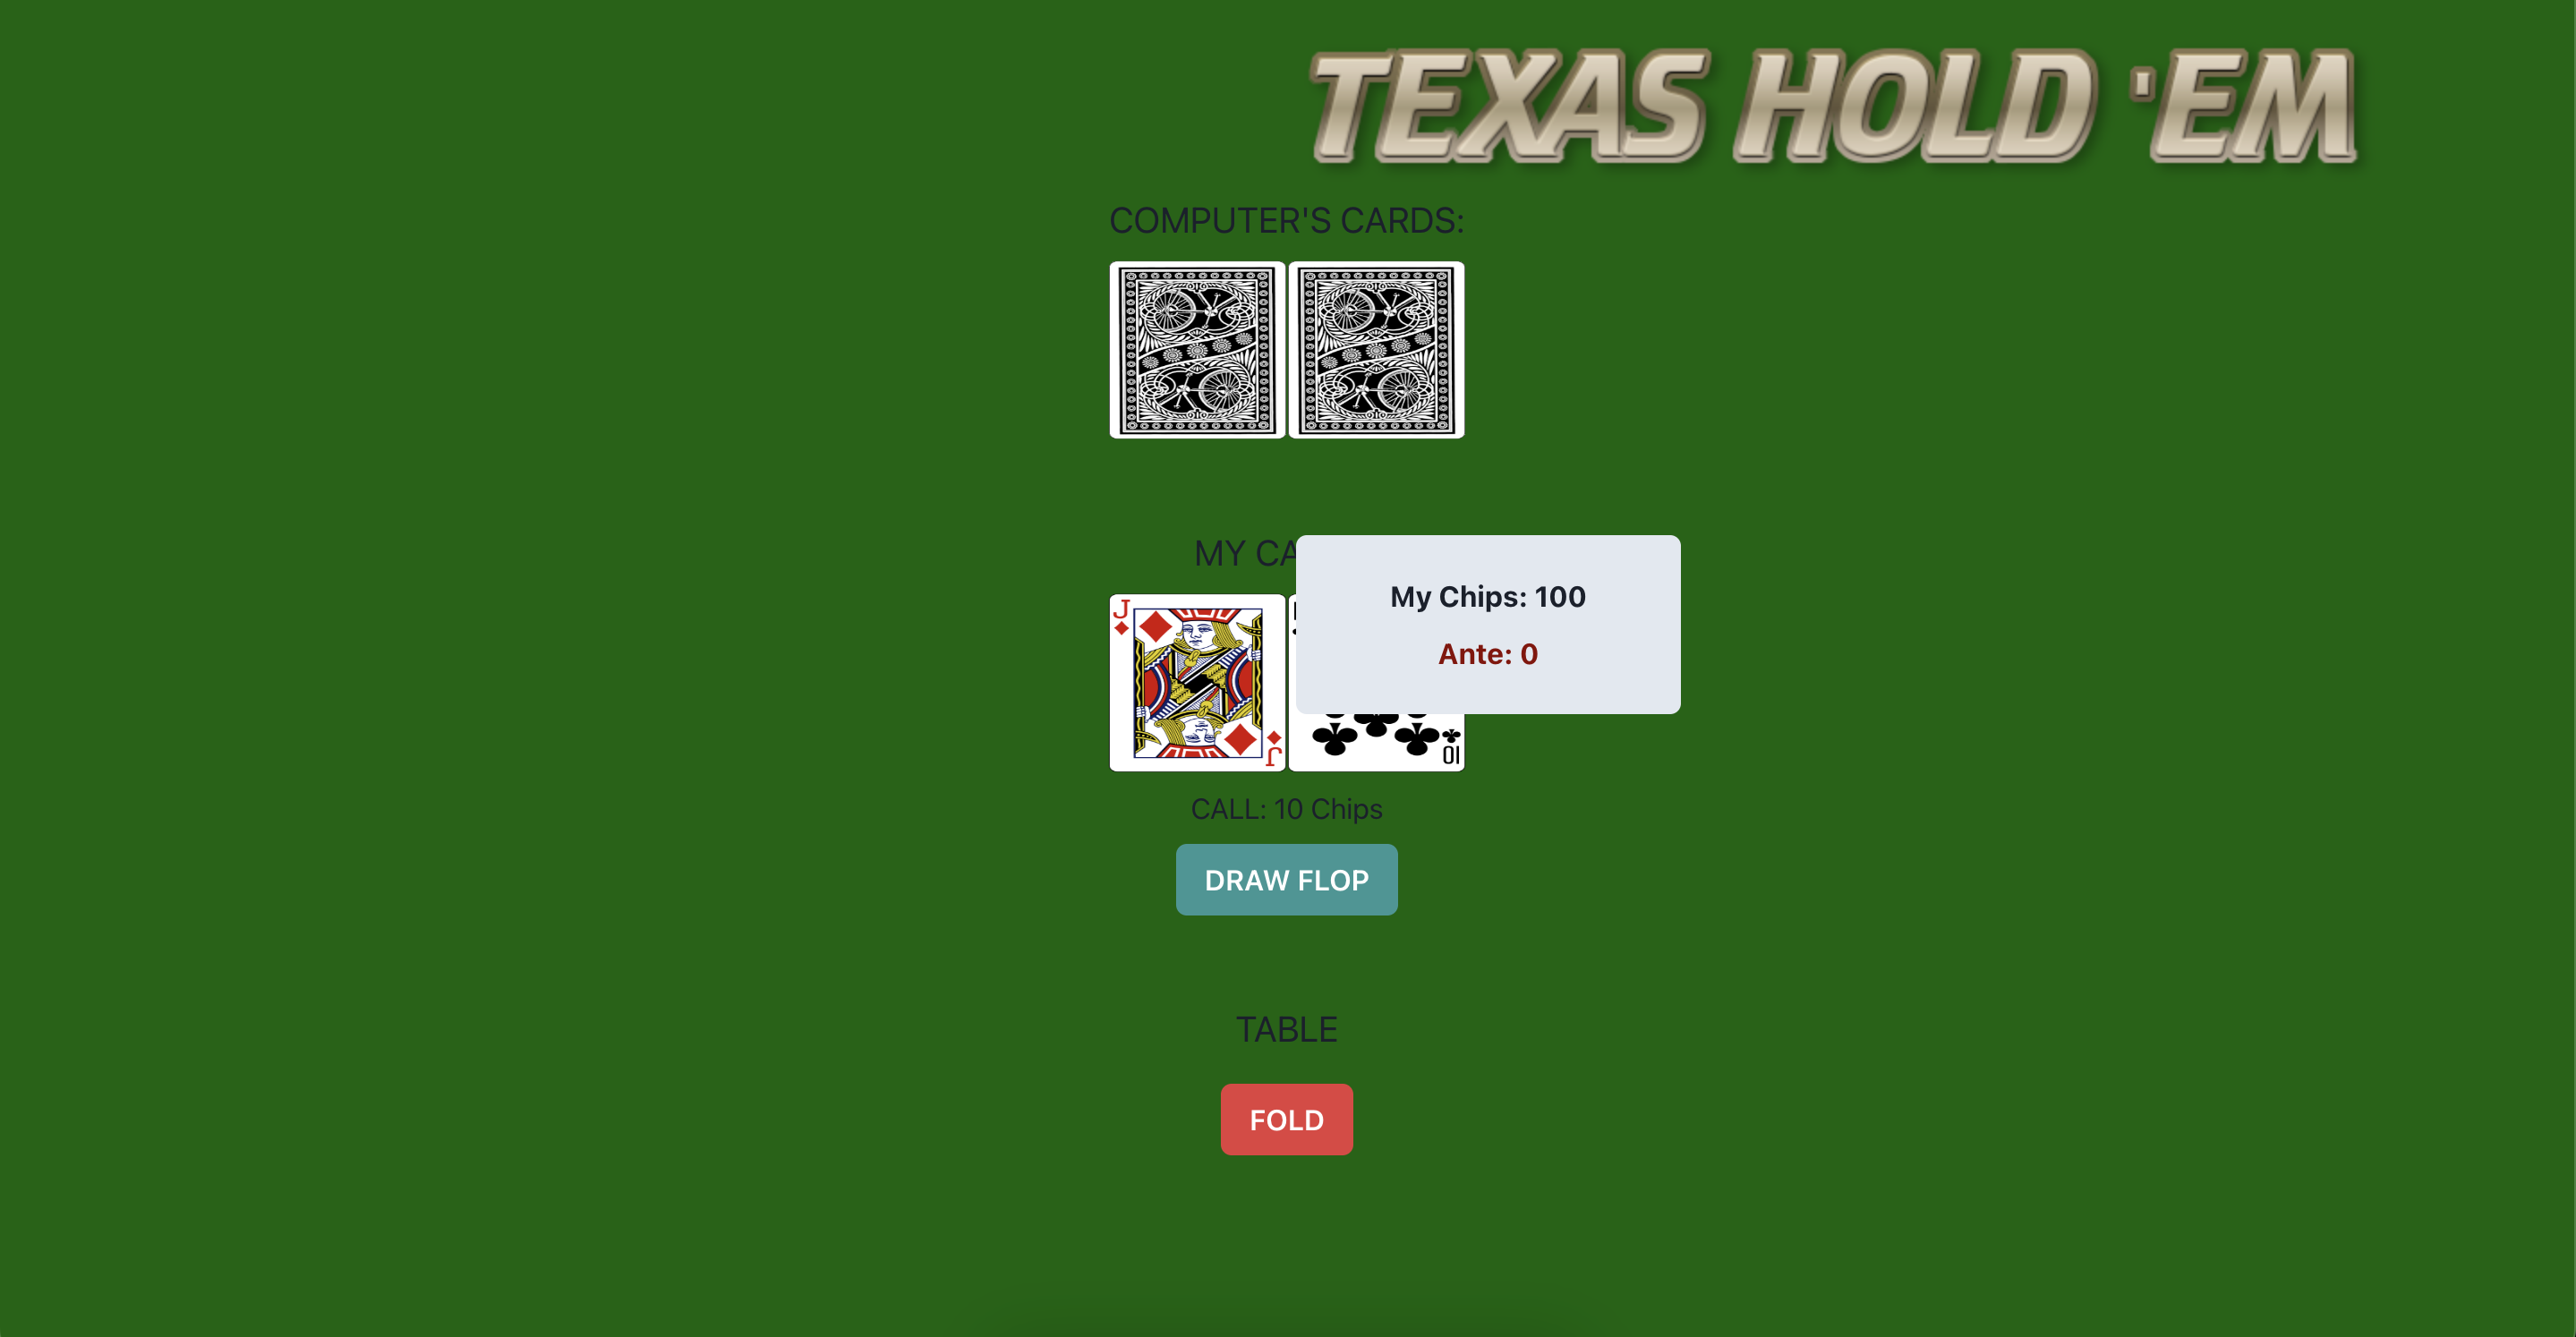 TEXAS HOLD 'EM
COMPUTER'S CARDS:
MY CA
My Chips: 100
Ante: 0
J
J
10
CALL: 10 Chips
DRAW FLOP
TABLE
FOLD